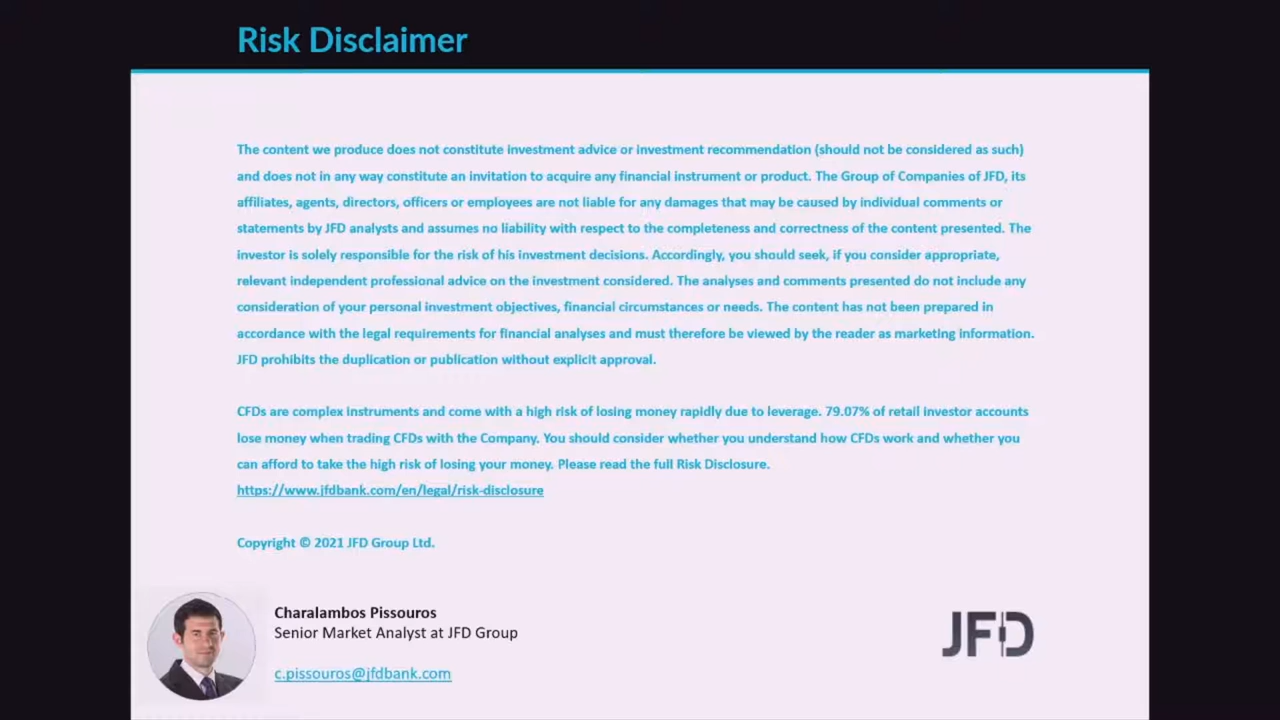 Risk Disclaimer
The content we produce does not constitute investment advice or investment recommendation (should not be considered as such)
and does not in any way constitute an invitation to acquire any financial instrument or product. The Group of Companies of JFD, its
affiliates, agents, directors, officers or employees are not liable for any damages that may be caused by individual comments or
statements by JFD analysts and assumes no liability with respect to the completeness and correctness of the content presented. The
investor is solely responsible for the risk of his investment decisions. Accordingly, you should seek, if you consider appropriate,
relevant independent professional advice on the investment considered. The analyses and comments presented do not include any
consideration of your personal investment objectives, financial circumstances or needs. The content has not been prepared in
accordance with the legal requirements for financial analyses and must therefore be viewed by the reader as marketing information.
JFD prohibits the duplication or publication without explicit approval.
CFDs are complex instruments and come with a high risk of losing money rapidly due to leverage. 79.07% of retail investor accounts
lose money when trading CFDs with the Company. You should consider whether you understand how CFDs work and whether you
can afford to take the high risk of losing your money. Please read the full Risk Disclosure.
https://www.jfdbank.com/en/legal/risk-disclosure
Copyright © 2021 JFD Group Ltd.
Charalambos Pissouros
Senior Market Analyst at JFD Group
c.pissouros@jfdbank.com
JFD